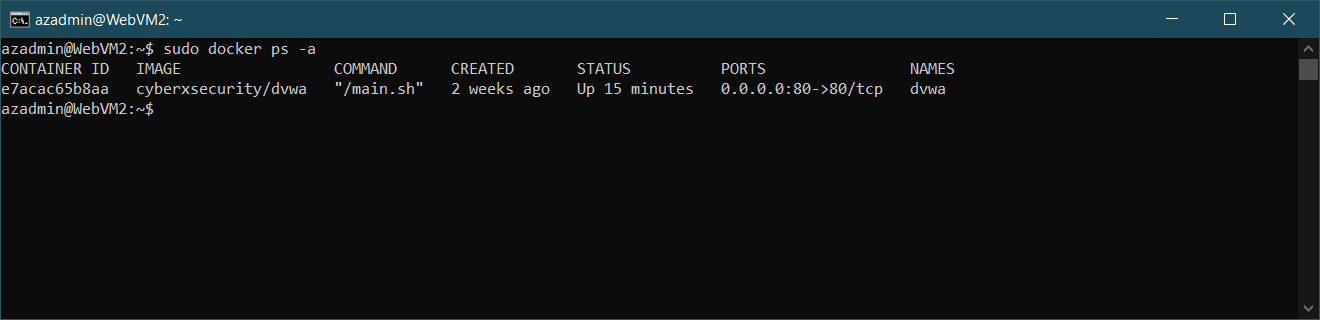 azadmin@WebVM2: ~
azadmin@WebVM2:~$ sudo docker ps -a
CONTAINER ID   IMAGE                 COMMAND      CREATED       STATUS          PORTS                NAMES
e7acac65b8aa   cyberxsecurity/dvwa   "/main.sh"   2 weeks ago   Up 15 minutes   0.0.0.0:80->80/tcp   dvwa
azadmin@WebVM2:~$